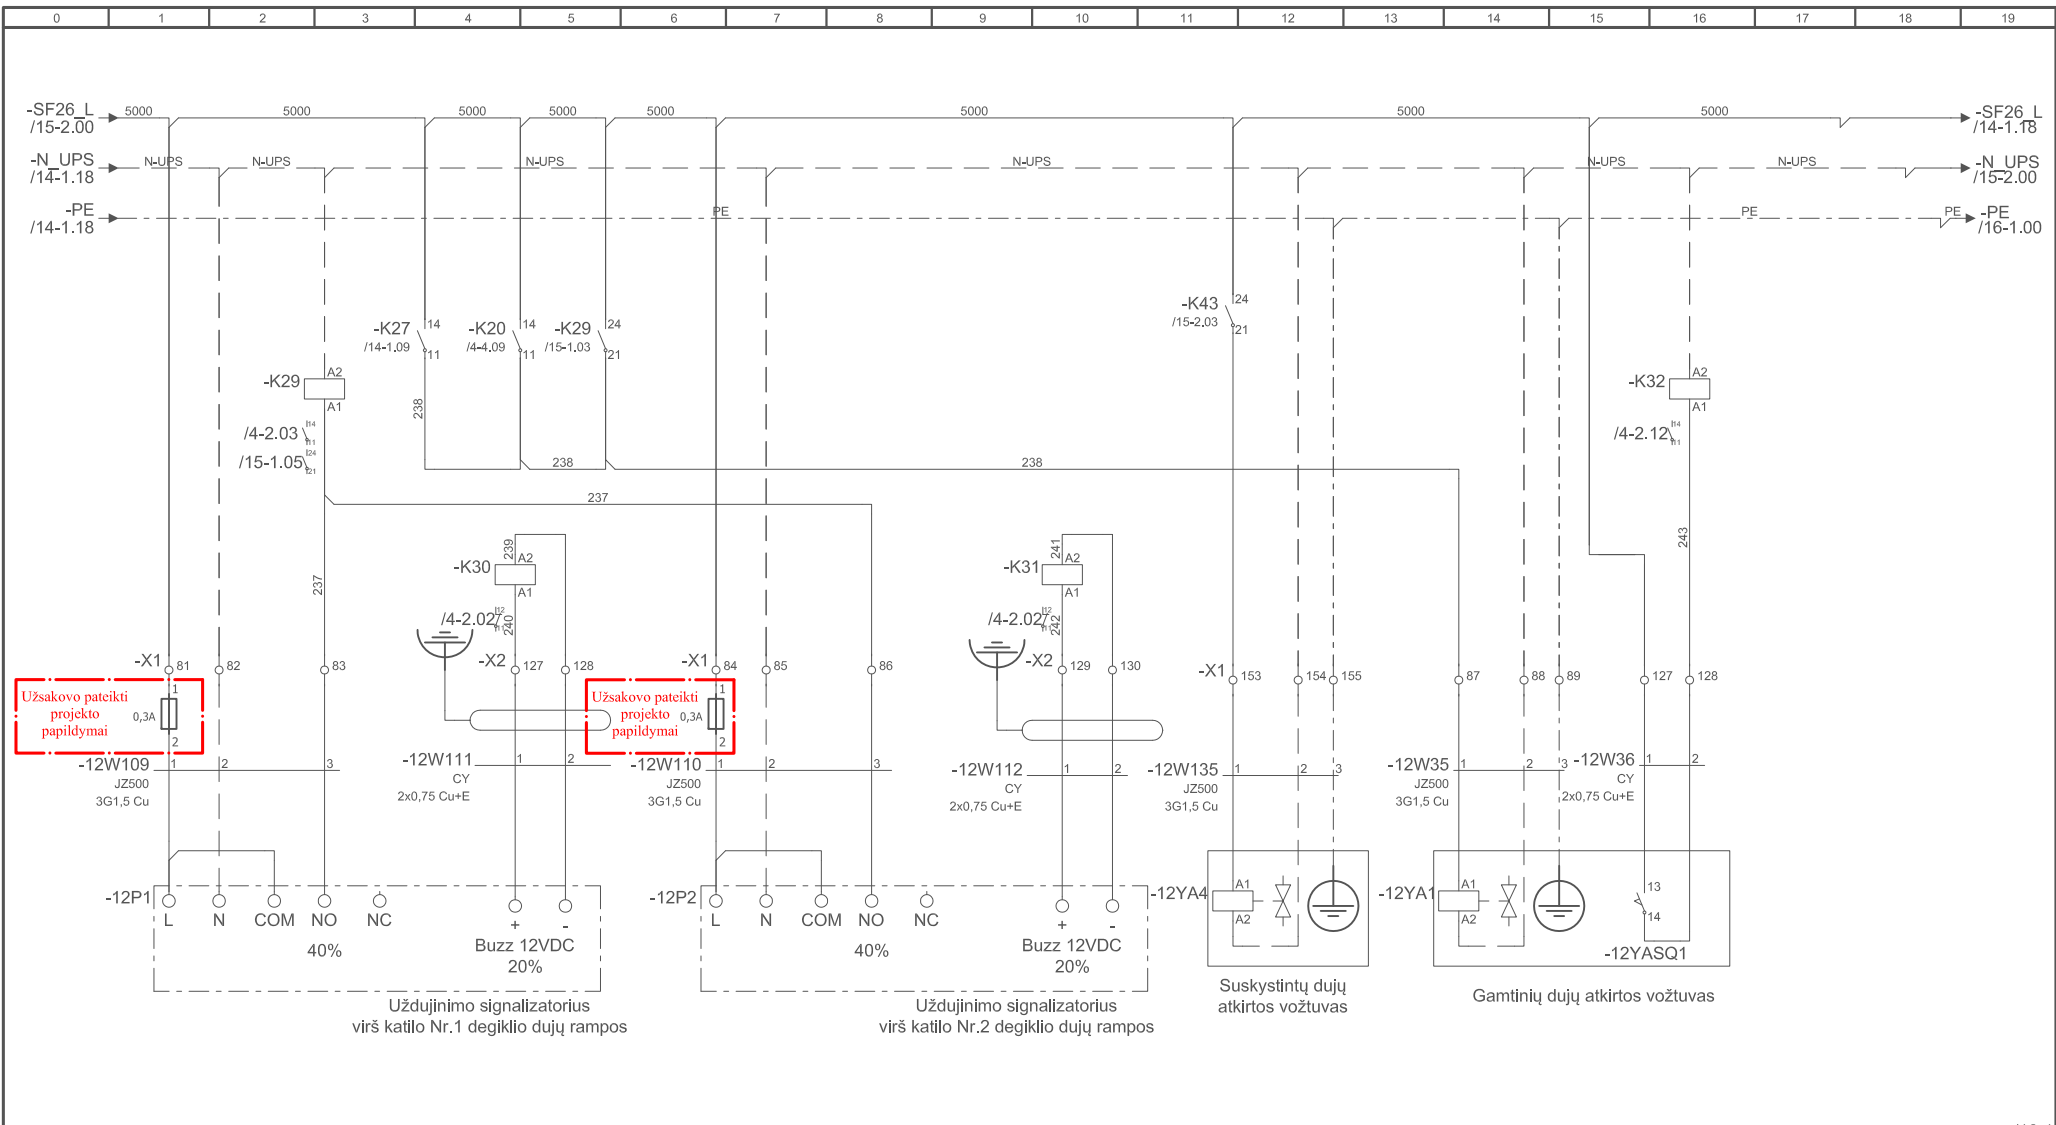 0 1 2 3 4 5 6 7 8 9 10 11 12 13 14 15 16 17 18 19
-SF26_L
/15-2.00
5000 5000 5000 5000 5000 5000 5000 5000
-SF26_L
/14-1.18
-N_UPS
/14-1.18
N-UPS N-UPS N-UPS N-UPS N-UPS N-UPS
-N_UPS
/15-2.00
-PE
/14-1.18
PE PE PE
-PE
/16-1.00
-K43
/15-2.03
24
21
-K27
/14-1.09
14
11
-K20
/4-4.09
14
11
-K29
/15-1.03
24
21
-K29
A2
A1
238
-K32
A2
A1
/4-2.03
14
11
/15-1.05
24
21
/4-2.12
14
11
238 238
237
237
239
-K30
A2
A1
/4-2.02
12
11
240
241
-K31
A2
A1
/4-2.02
12
11
242
243
-X1 81 82 83
-X2 127 128
-X1 84 85 86
-X2 129 130
-X1 153 154 155
87 88 89 127 128
Užsakovo pateikti
projekto
papildymai
0,3A
1
2
Užsakovo pateikti
projekto
papildymai
0,3A
1
2
-12W109
JZ500
3G1,5 Cu
1 2 3
-12W111
CY
2x0,75 Cu+E
1 2
-12W110
JZ500
3G1,5 Cu
1 2 3
-12W112
CY
2x0,75 Cu+E
1 2
-12W135
JZ500
3G1,5 Cu
1 2 3
-12W35
JZ500
3G1,5 Cu
1 2 3
-12W36
CY
2x0,75 Cu+E
1 2
-12P1
L N COM NO NC + -
40%
Buzz 12VDC
20%
-12P2
L N COM NO NC + -
40%
Buzz 12VDC
20%
-12YA4
A1
A2
-12YA1
A1
A2
13
14
-12YASQ1
Uždujinimo signalizatorius
virš katilo Nr.1 degiklio dujų rampos
Uždujinimo signalizatorius
virš katilo Nr.2 degiklio dujų rampos
Suskystintų dujų
atkirtos vožtuvas
Gamtinių dujų atkirtos vožtuvas